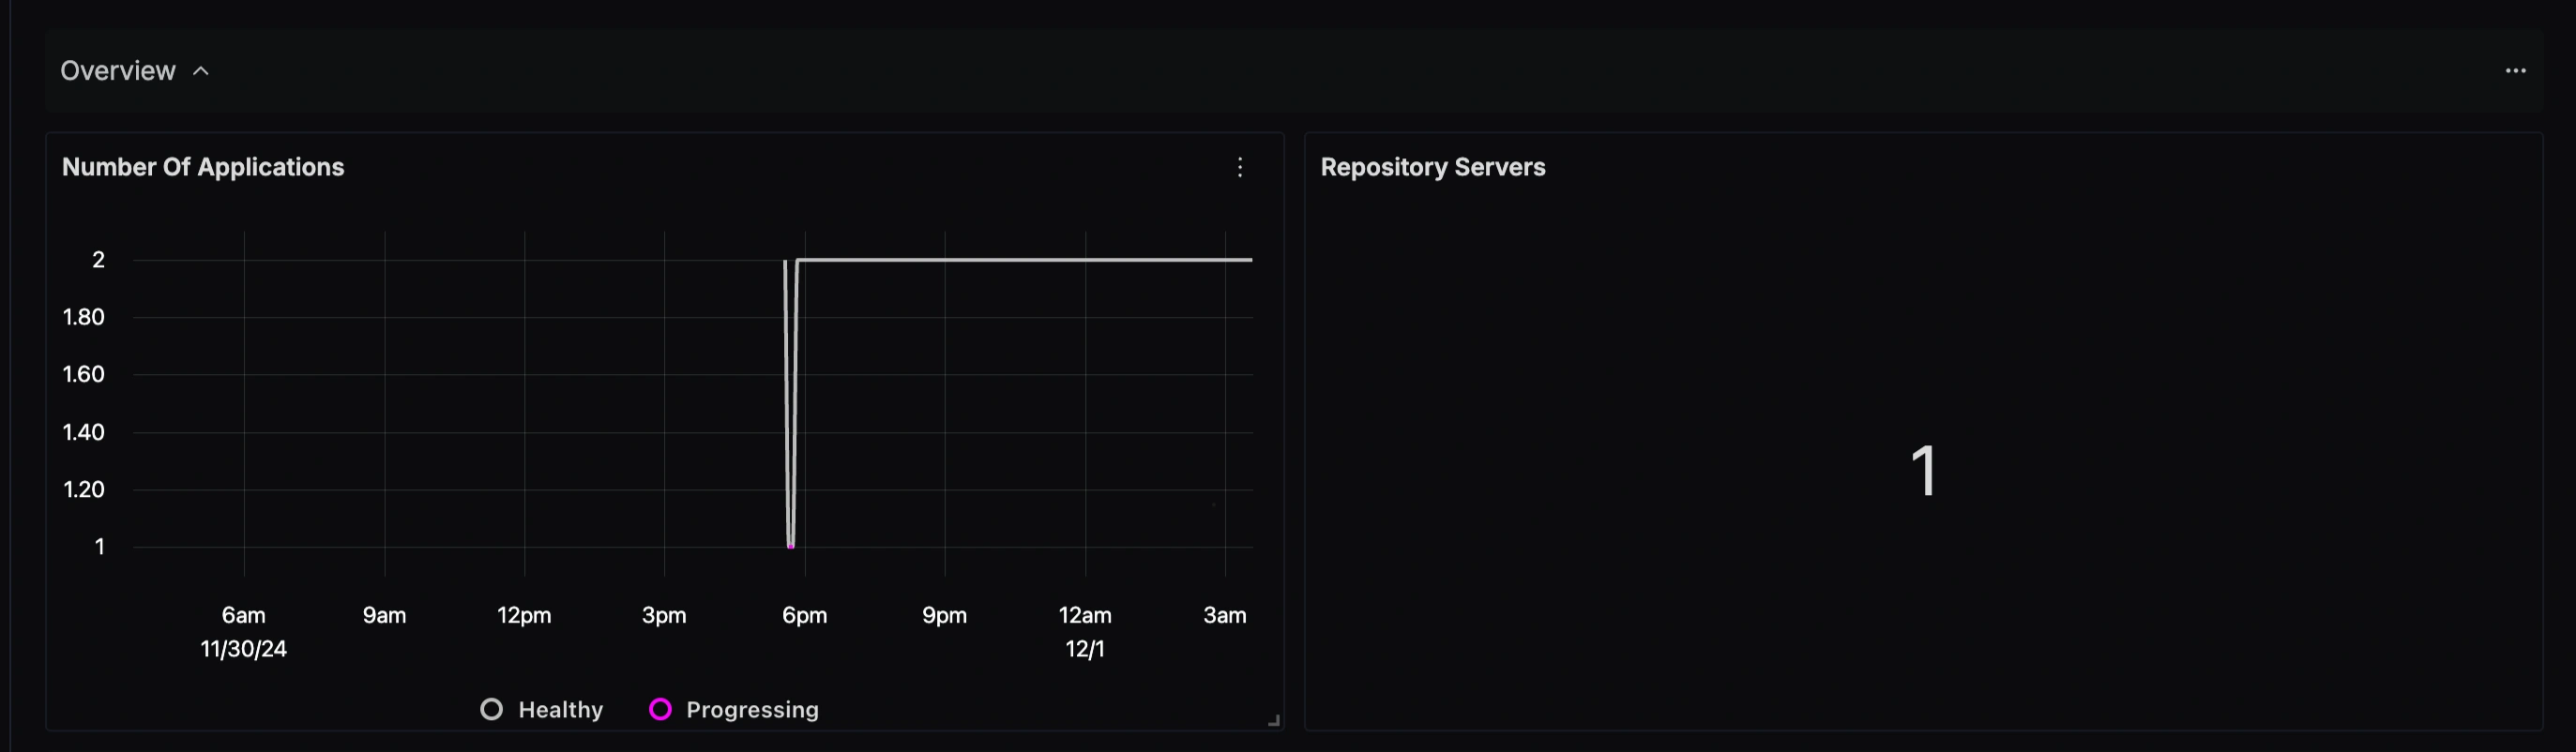 Overview
Number Of Applications
Repository Servers
2
1.80
1.60
1.40
1.20
1
6am 9am 12pm 3pm 6pm 9pm 12am 3am
11/30/24 12/1
Healthy Progressing
1